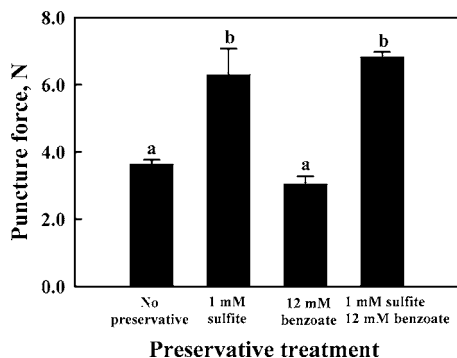 8.0
b
b
6.0
Puncture force, N
4.0
a
a
2.0
0.0
No
preservative
1 mM
sulfite
12 mM
benzoate
1 mM sulfite
12 mM benzoate
Preservative treatment